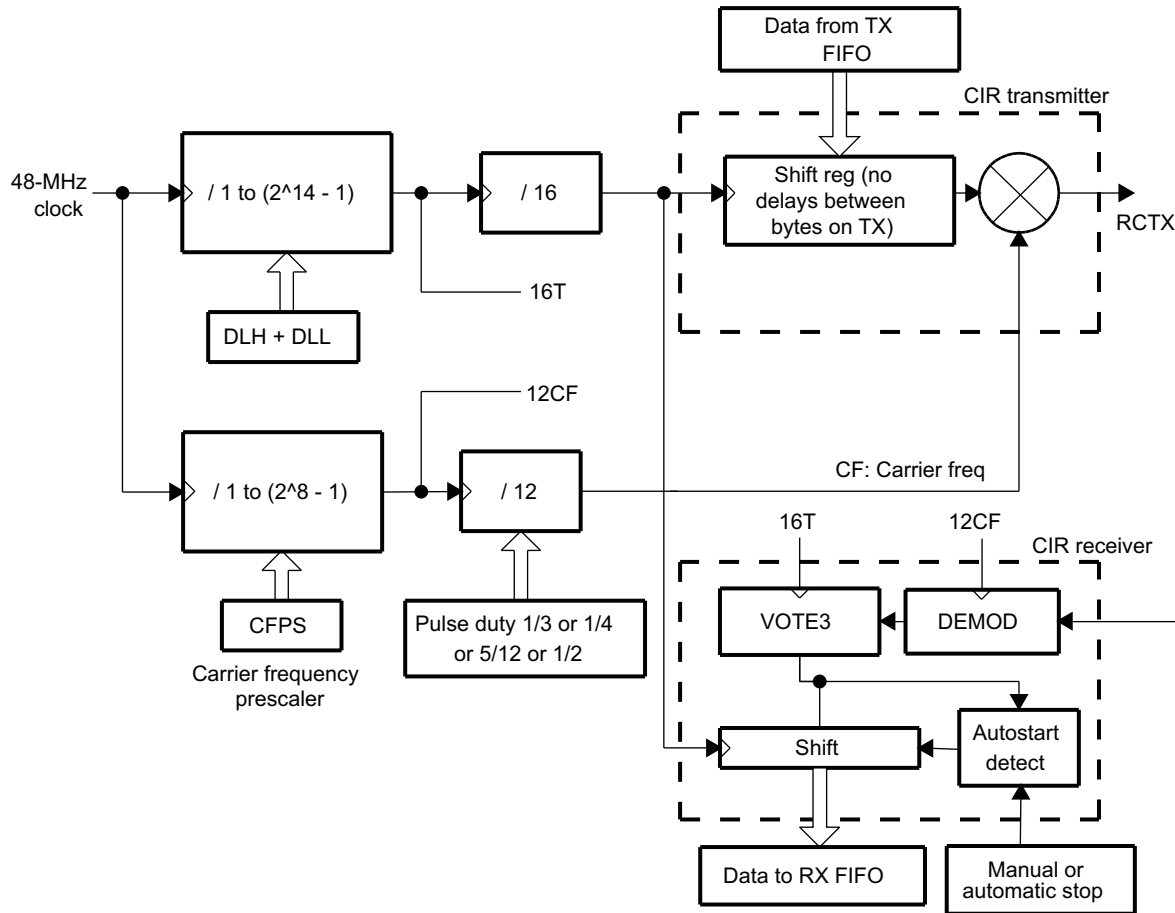 Data from TX
FIFO
CIR transmitter
48-MHz
clock
/ 1 to (2^14 - 1)
/ 16
Shift reg (no
delays between
bytes on TX)
RCTX
16T
DLH + DLL
12CF
/ 1 to (2^8 - 1)
/ 12
CF: Carrier freq
16T
12CF
CIR receiver
CFPS
Carrier frequency
prescaler
Pulse duty 1/3 or 1/4
or 5/12 or 1/2
VOTE3
DEMOD
Shift
Autostart
detect
Data to RX FIFO
Manual or
automatic stop